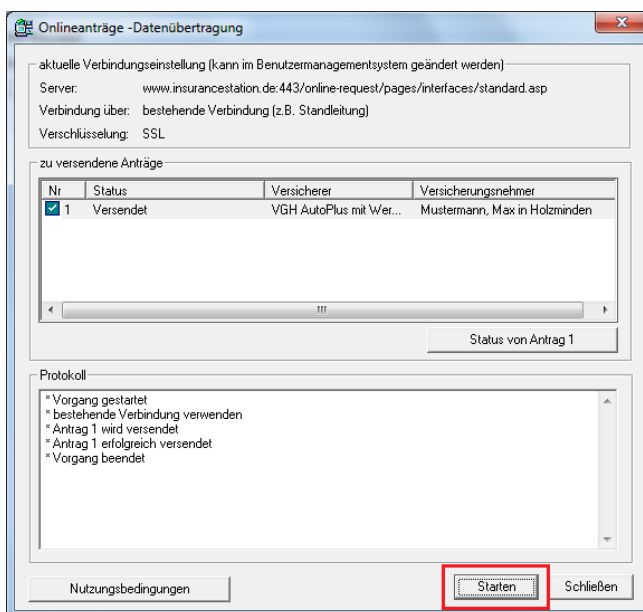 Onlineanträge -Datenübertragung
aktuelle Verbindungseinstellung (kann im Benutzermanagementsystem geändert werden)
Server: www.insurancestation.de:443/online-request/pages/interfaces/standard.asp
Verbindung über: bestehende Verbindung (z.B. Standleitung)
Verschlüsselung: SSL
zu versendene Anträge
Nr Status Versicherer Versicherungsnehmer
1 Versendet VGH AutoPlus mit Wer... Mustermann, Max in Holzminden
Status von Antrag 1
Protokoll
* Vorgang gestartet
* bestehende Verbindung verwenden
* Antrag 1 wird versendet
* Antrag 1 erfolgreich versendet
* Vorgang beendet
Nutzungsbedingungen Starten Schließen